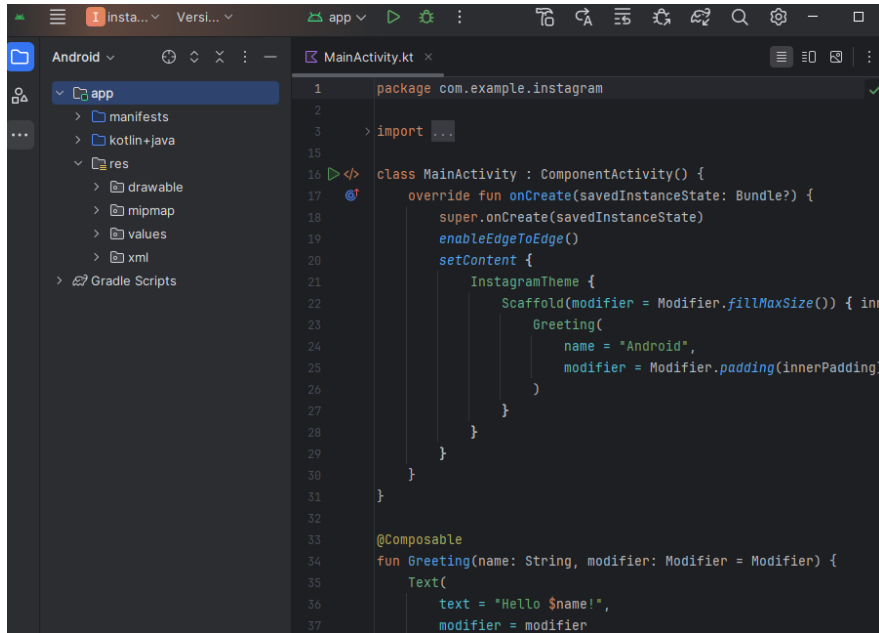 I insta... Versi... app
Android
MainActivity.kt
app
manifests
kotlin+java
res
drawable
mipmap
values
xml
Gradle Scripts
1 package com.example.instagram
2
3 import ...
15
16 class MainActivity : ComponentActivity() {
17 override fun onCreate(savedInstanceState: Bundle?) {
18 super.onCreate(savedInstanceState)
19 enableEdgeToEdge()
20 setContent {
21 InstagramTheme {
22 Scaffold(modifier = Modifier.fillMaxSize()) { inn
23 Greeting(
24 name = "Android",
25 modifier = Modifier.padding(innerPadding)
26 )
27 }
28 }
29 }
30 }
31 }
32
33 @Composable
34 fun Greeting(name: String, modifier: Modifier = Modifier) {
35 Text(
36 text = "Hello $name!",
37 modifier = modifier